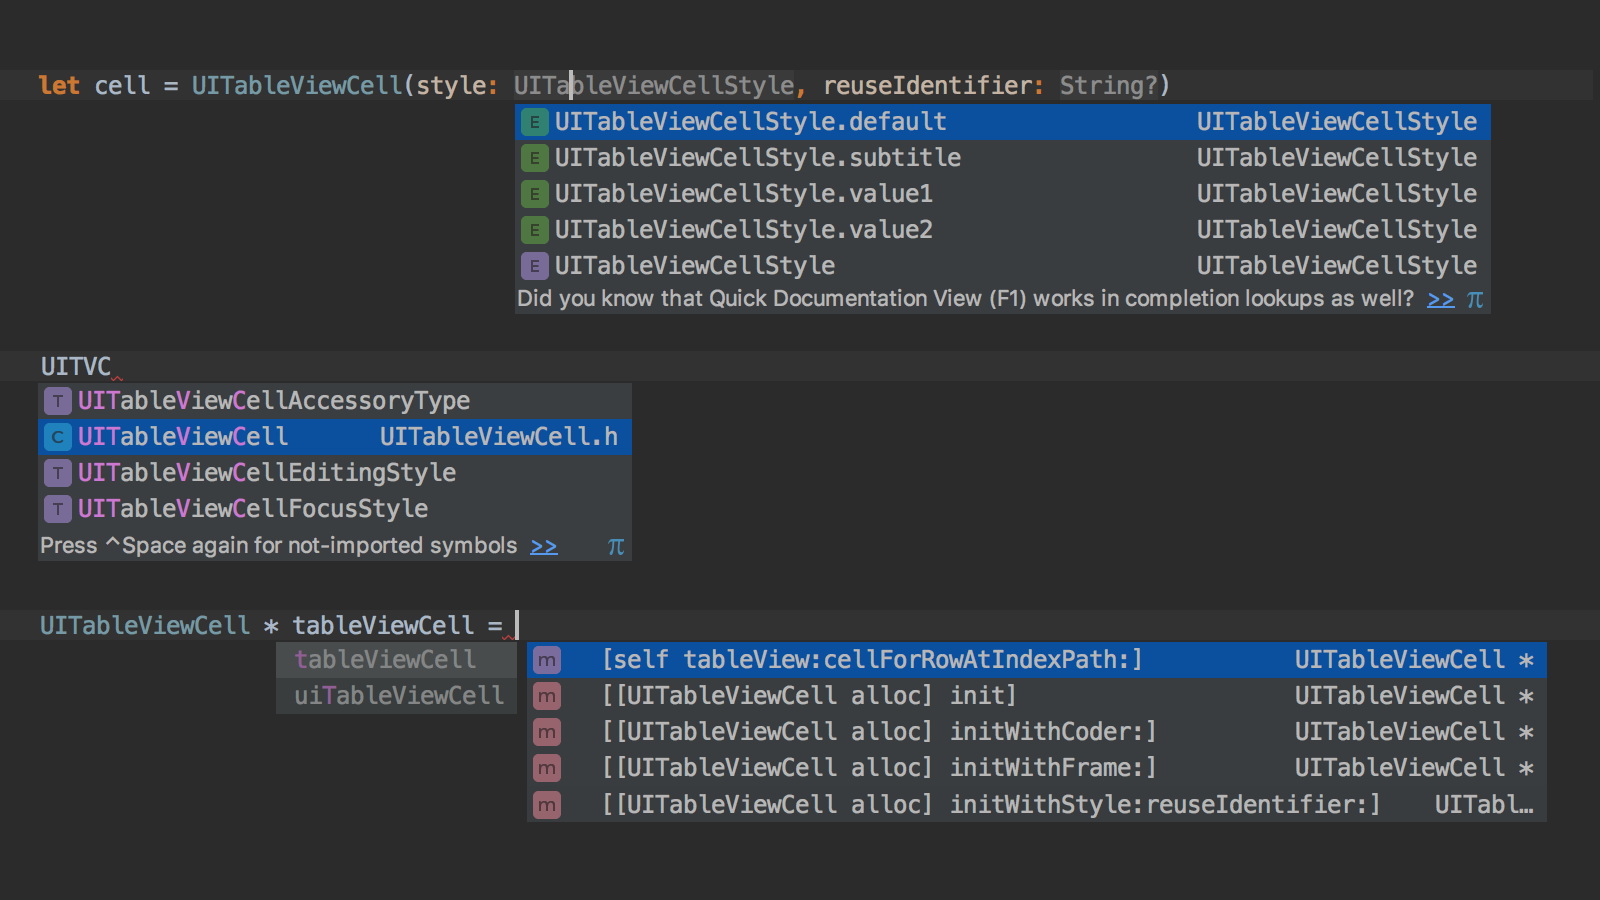 let cell = UITableViewCell(style: UITableViewCellStyle, reuseIdentifier: String?)
E UITableViewCellStyle.default UITableViewCellStyle
E UITableViewCellStyle.subtitle UITableViewCellStyle
E UITableViewCellStyle.value1 UITableViewCellStyle
E UITableViewCellStyle.value2 UITableViewCellStyle
E UITableViewCellStyle UITableViewCellStyle
Did you know that Quick Documentation View (F1) works in completion lookups as well? >> π
UITVC
T UITableViewCellAccessoryType
C UITableViewCell UITableViewCell.h
T UITableViewCellEditingStyle
T UITableViewCellFocusStyle
Press ^Space again for not-imported symbols >> π
UITableViewCell * tableViewCell =
tableViewCell
uiTableViewCell
m [self tableView:cellForRowAtIndexPath:] UITableViewCell *
m [[UITableViewCell alloc] init] UITableViewCell *
m [[UITableViewCell alloc] initWithCoder:] UITableViewCell *
m [[UITableViewCell alloc] initWithFrame:] UITableViewCell *
m [[UITableViewCell alloc] initWithStyle:reuseIdentifier:] UITabl…